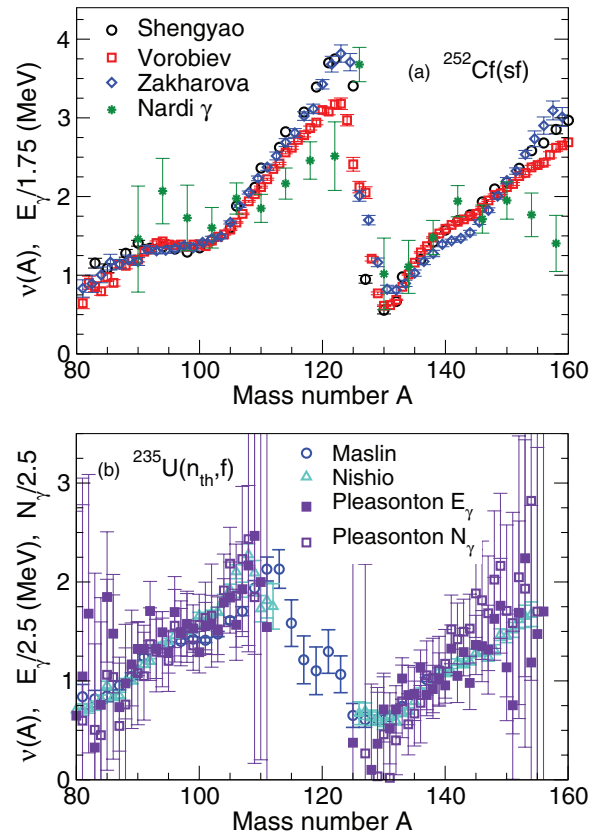 Shengyao
Vorobiev
Zakharova
Nardi γ
(a) ²⁵²Cf(sf)
ν(A), E_γ/1.75 (MeV)
4
3
2
1
0
80 100 120 140 160
Mass number A
(b) ²³⁵U(n_th,f)
Maslin
Nishio
Pleasonton E_γ
Pleasonton N_γ
ν(A), E_γ/2.5 (MeV), N_γ/2.5
3
2
1
0
80 100 120 140 160
Mass number A